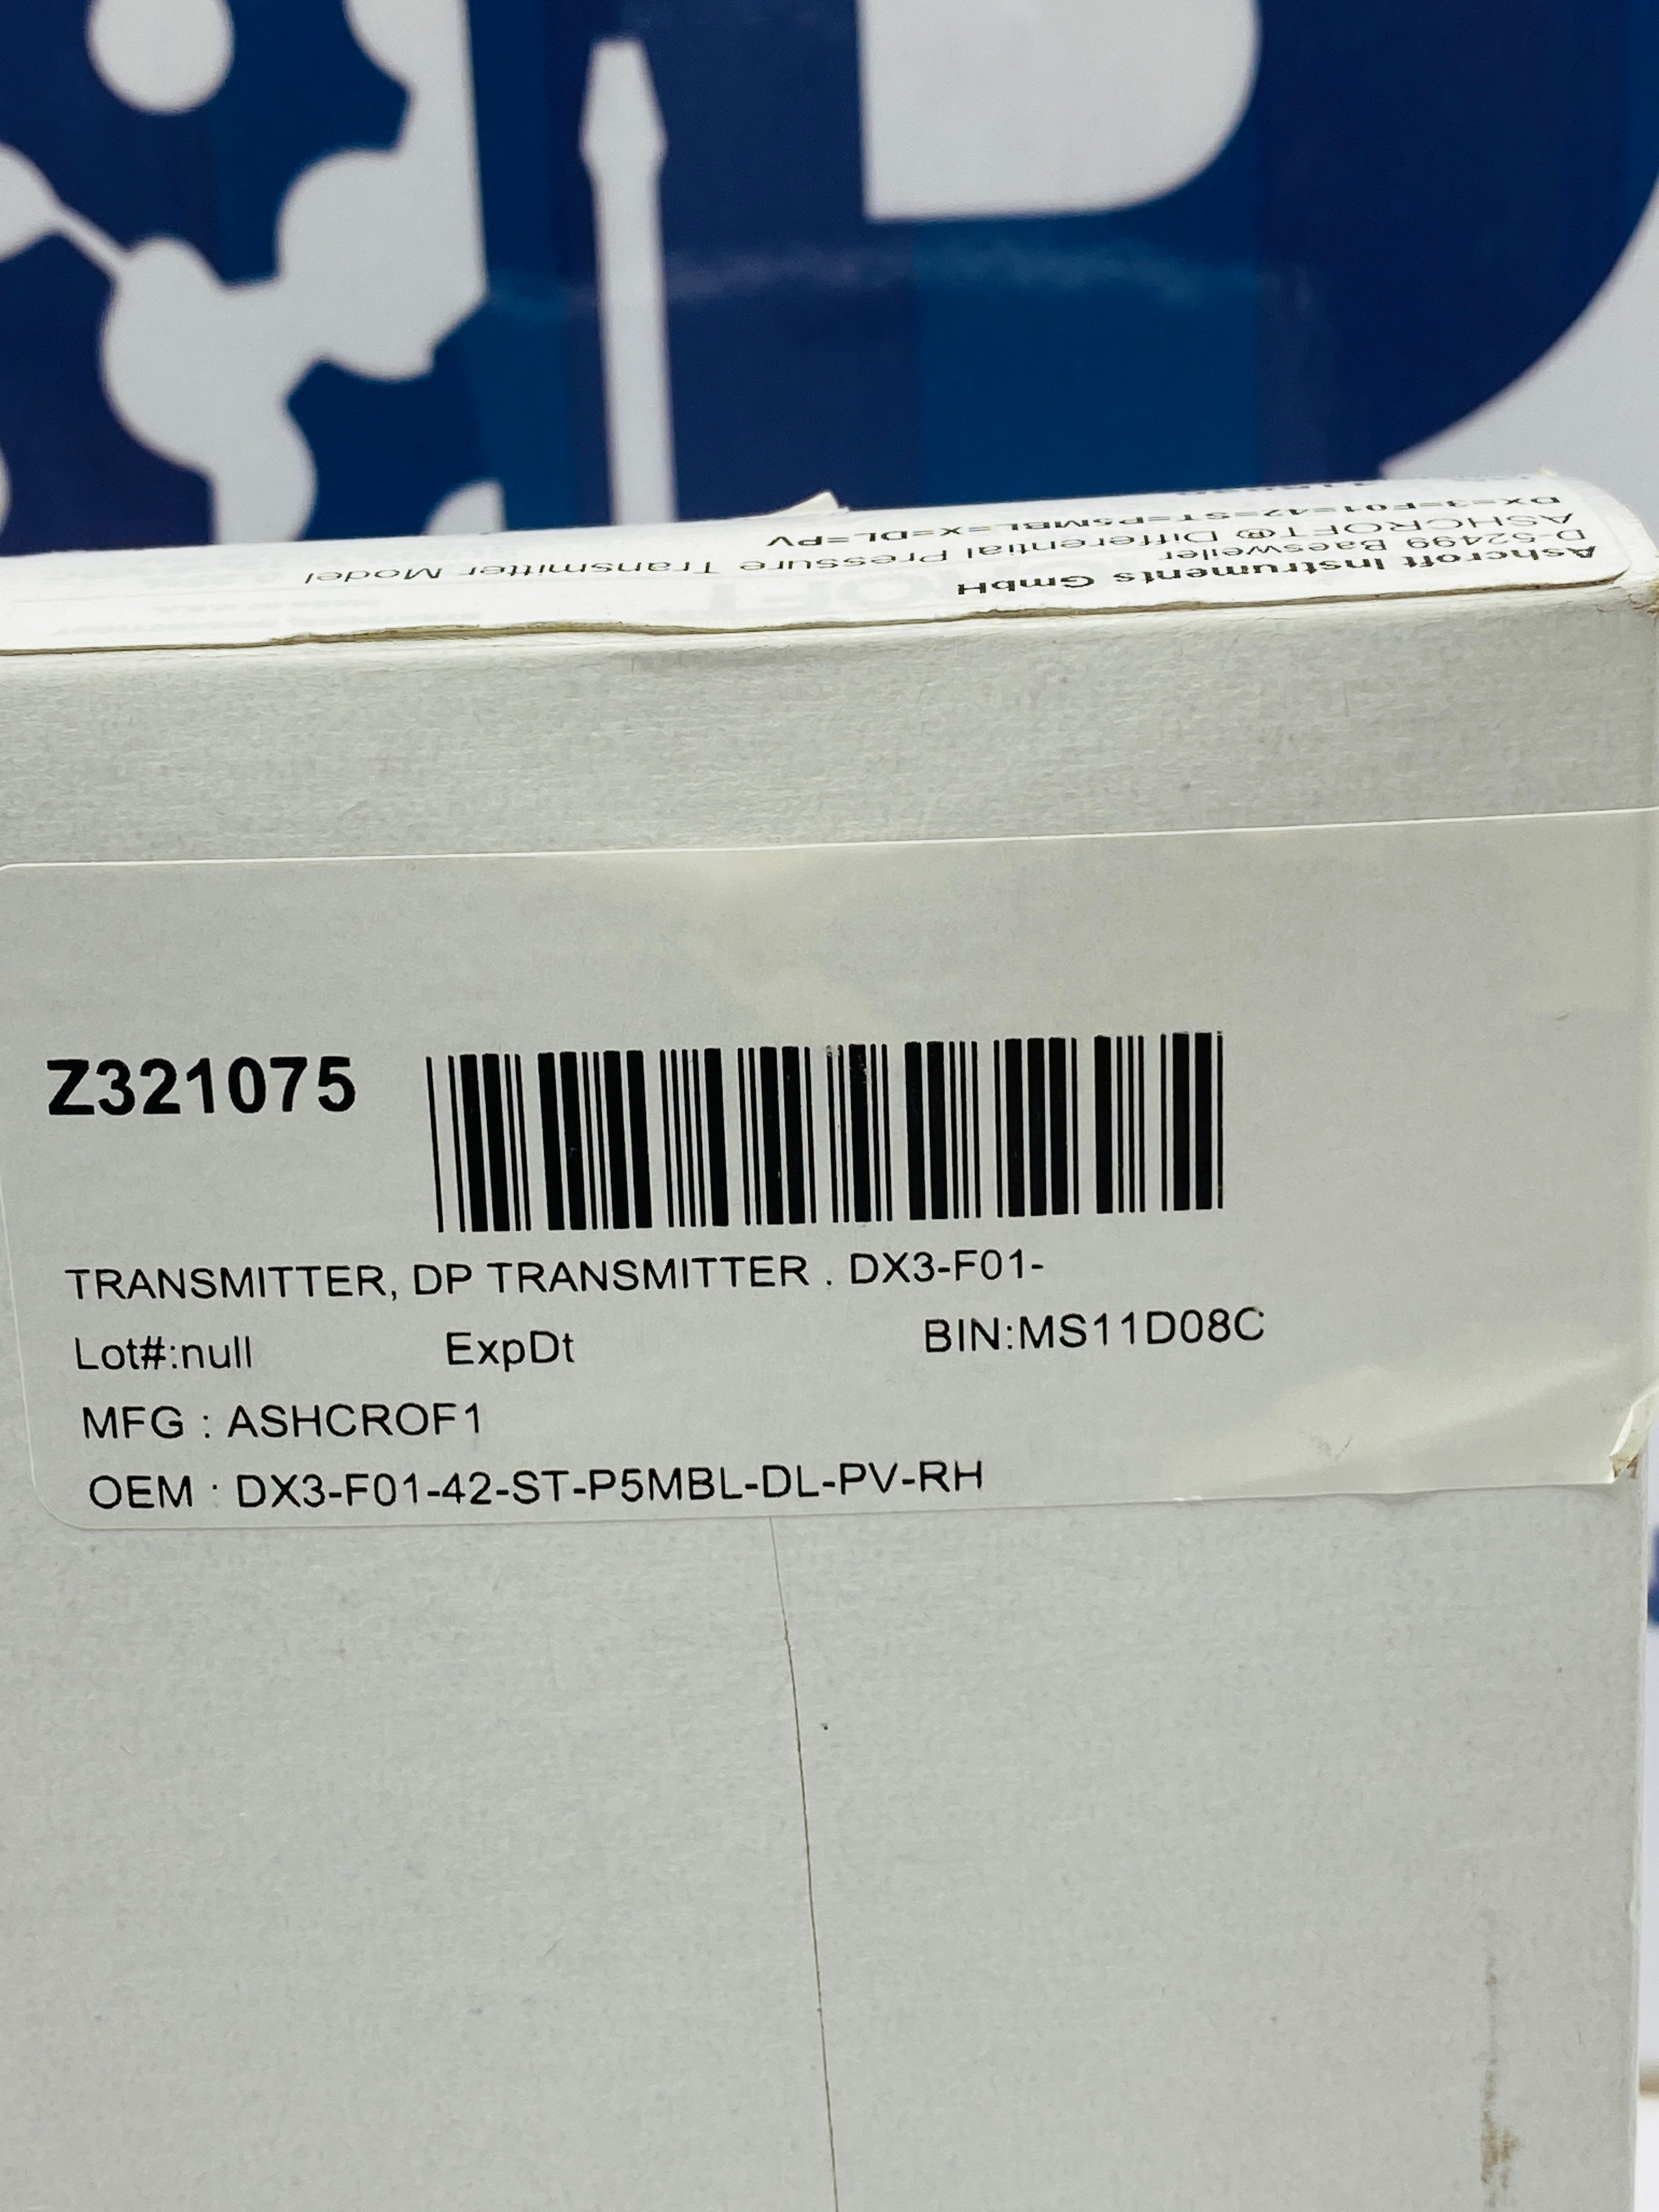 Ashcroft Instruments GmbH
D-52499 Baesweiler
ASHCROFT® Differential Pressure Transmitter Model
DX=3=F01=42=ST=P5MBL=X=DL=PV
Z321075
TRANSMITTER, DP TRANSMITTER . DX3-F01-
Lot#:null ExpDt BIN:MS11D08C
MFG : ASHCROF1
OEM : DX3-F01-42-ST-P5MBL-DL-PV-RH